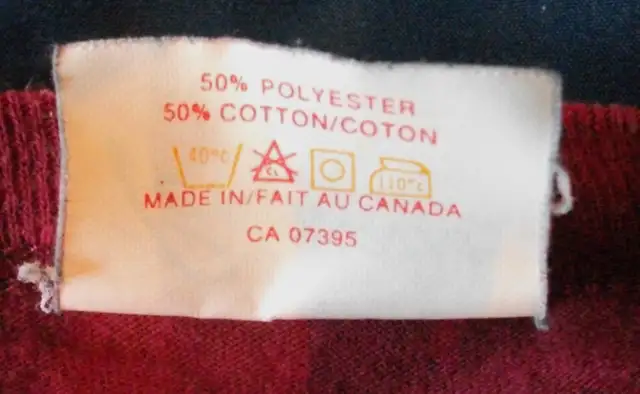 50% POLYESTER
50% COTTON/COTON
40°C CL 110°C
MADE IN/FAIT AU CANADA
CA 07395